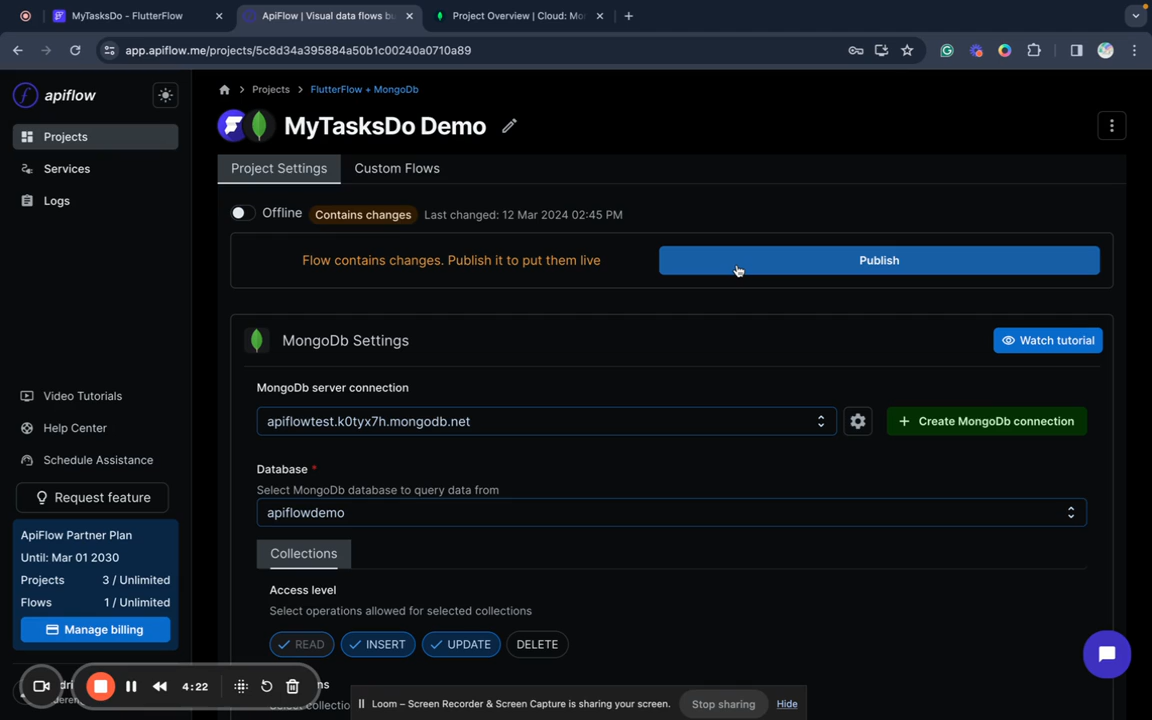 MyTasksDo - FlutterFlow
ApiFlow | Visual data flows bu
Project Overview | Cloud: Mon
app.apiflow.me/projects/5c8d34a395884a50b1c00240a0710a89
apiflow
Projects
Services
Logs
Video Tutorials
Help Center
Schedule Assistance
Request feature
ApiFlow Partner Plan
Until: Mar 01 2030
Projects 3 / Unlimited
Flows 1 / Unlimited
Manage billing
Projects FlutterFlow + MongoDb
MyTasksDo Demo
Project Settings Custom Flows
Offline Contains changes Last changed: 12 Mar 2024 02:45 PM
Flow contains changes. Publish it to put them live Publish
MongoDb Settings Watch tutorial
MongoDb server connection
apiflowtest.k0tyx7h.mongodb.net Create MongoDb connection
Database *
Select MongoDb database to query data from
apiflowdemo
Collections
Access level
Select operations allowed for selected collections
READ INSERT UPDATE DELETE
4:22
Loom – Screen Recorder & Screen Capture is sharing your screen. Stop sharing Hide